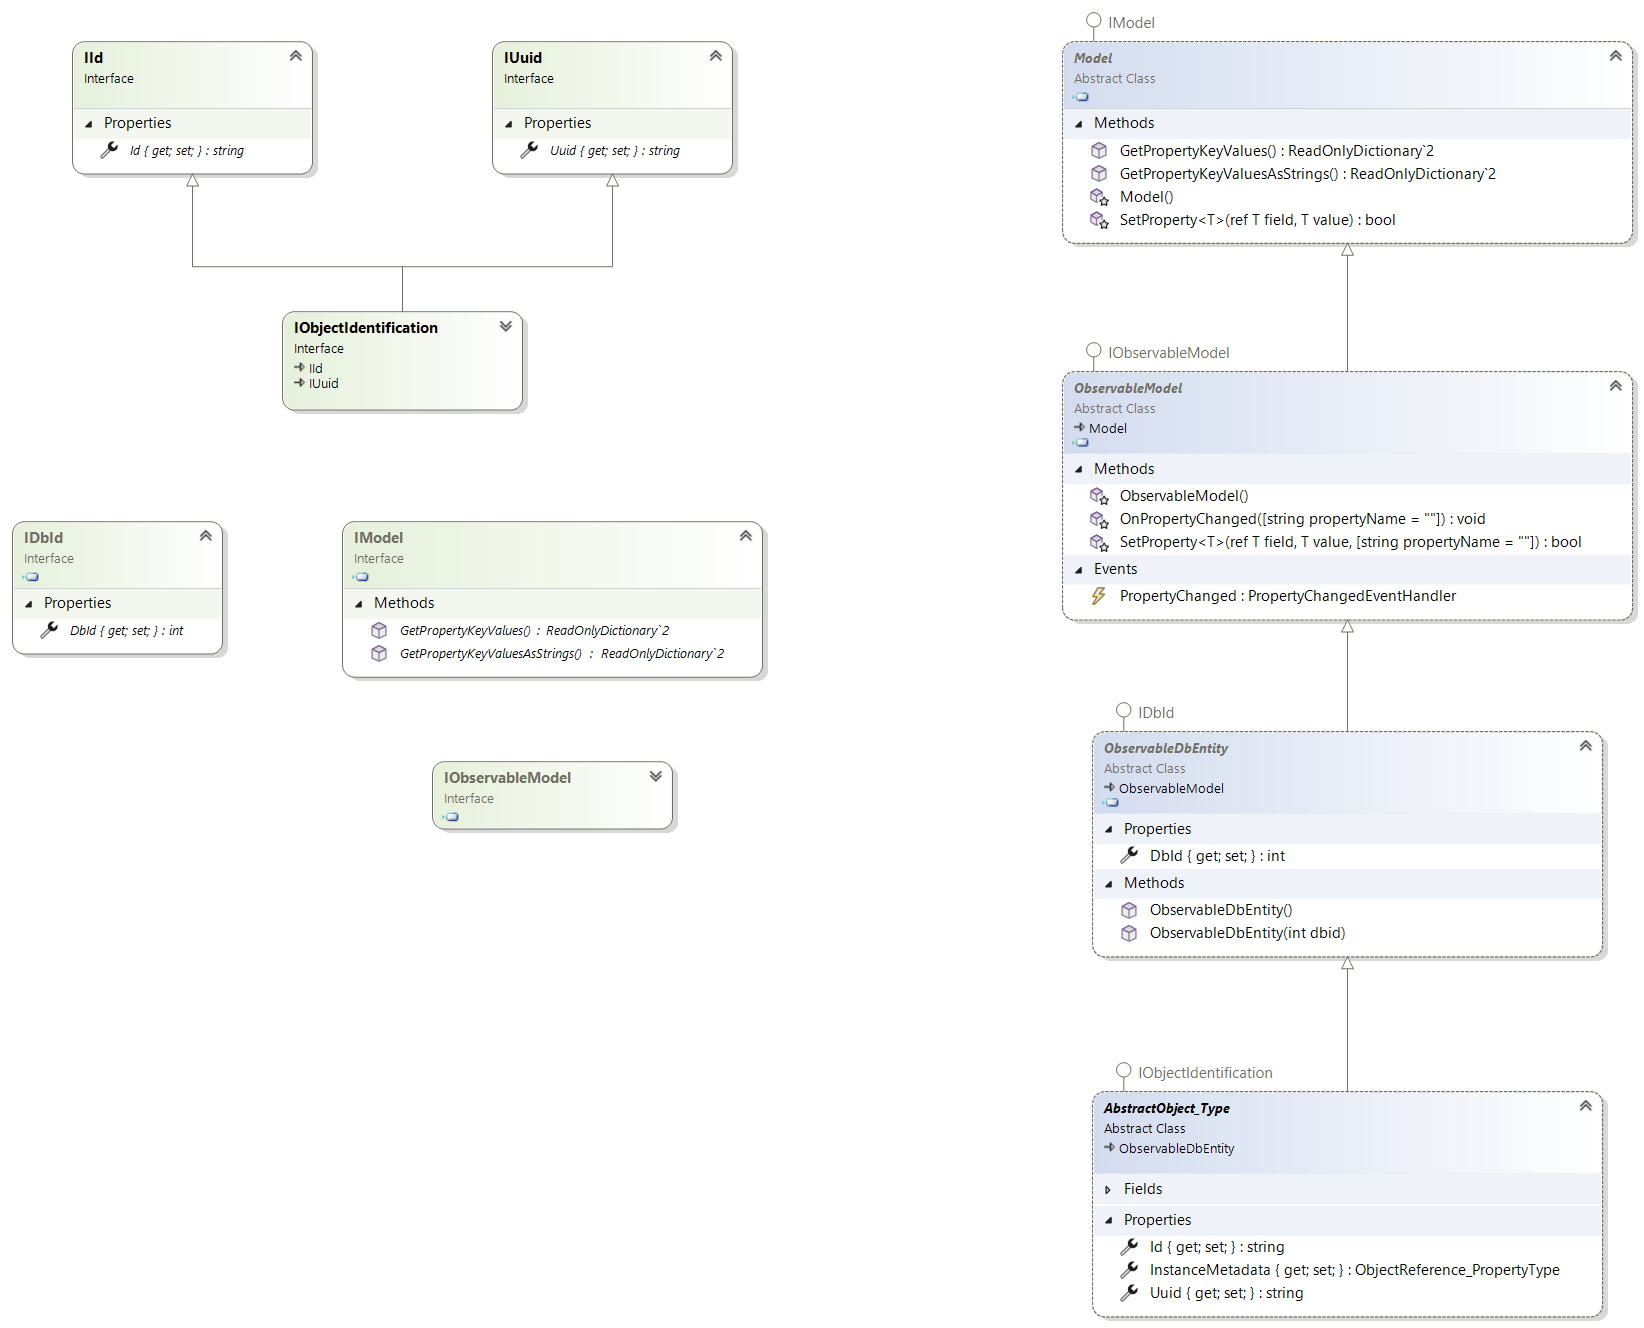 IId
Interface
Properties
Id { get; set; } : string
IUuid
Interface
Properties
Uuid { get; set; } : string
IObjectIdentification
Interface
IId
IUuid
IDbId
Interface
Properties
DbId { get; set; } : int
IModel
Interface
Methods
GetPropertyKeyValues() : ReadOnlyDictionary`2
GetPropertyKeyValuesAsStrings() : ReadOnlyDictionary`2
IObservableModel
Interface
IModel
Model
Abstract Class
Methods
GetPropertyKeyValues() : ReadOnlyDictionary`2
GetPropertyKeyValuesAsStrings() : ReadOnlyDictionary`2
Model()
SetProperty<T>(ref T field, T value) : bool
IObservableModel
ObservableModel
Abstract Class
Model
Methods
ObservableModel()
OnPropertyChanged([string propertyName = ""]) : void
SetProperty<T>(ref T field, T value, [string propertyName = ""]) : bool
Events
PropertyChanged : PropertyChangedEventHandler
IDbId
ObservableDbEntity
Abstract Class
ObservableModel
Properties
DbId { get; set; } : int
Methods
ObservableDbEntity()
ObservableDbEntity(int dbid)
IObjectIdentification
AbstractObject_Type
Abstract Class
ObservableDbEntity
Fields
Properties
Id { get; set; } : string
InstanceMetadata { get; set; } : ObjectReference_PropertyType
Uuid { get; set; } : string